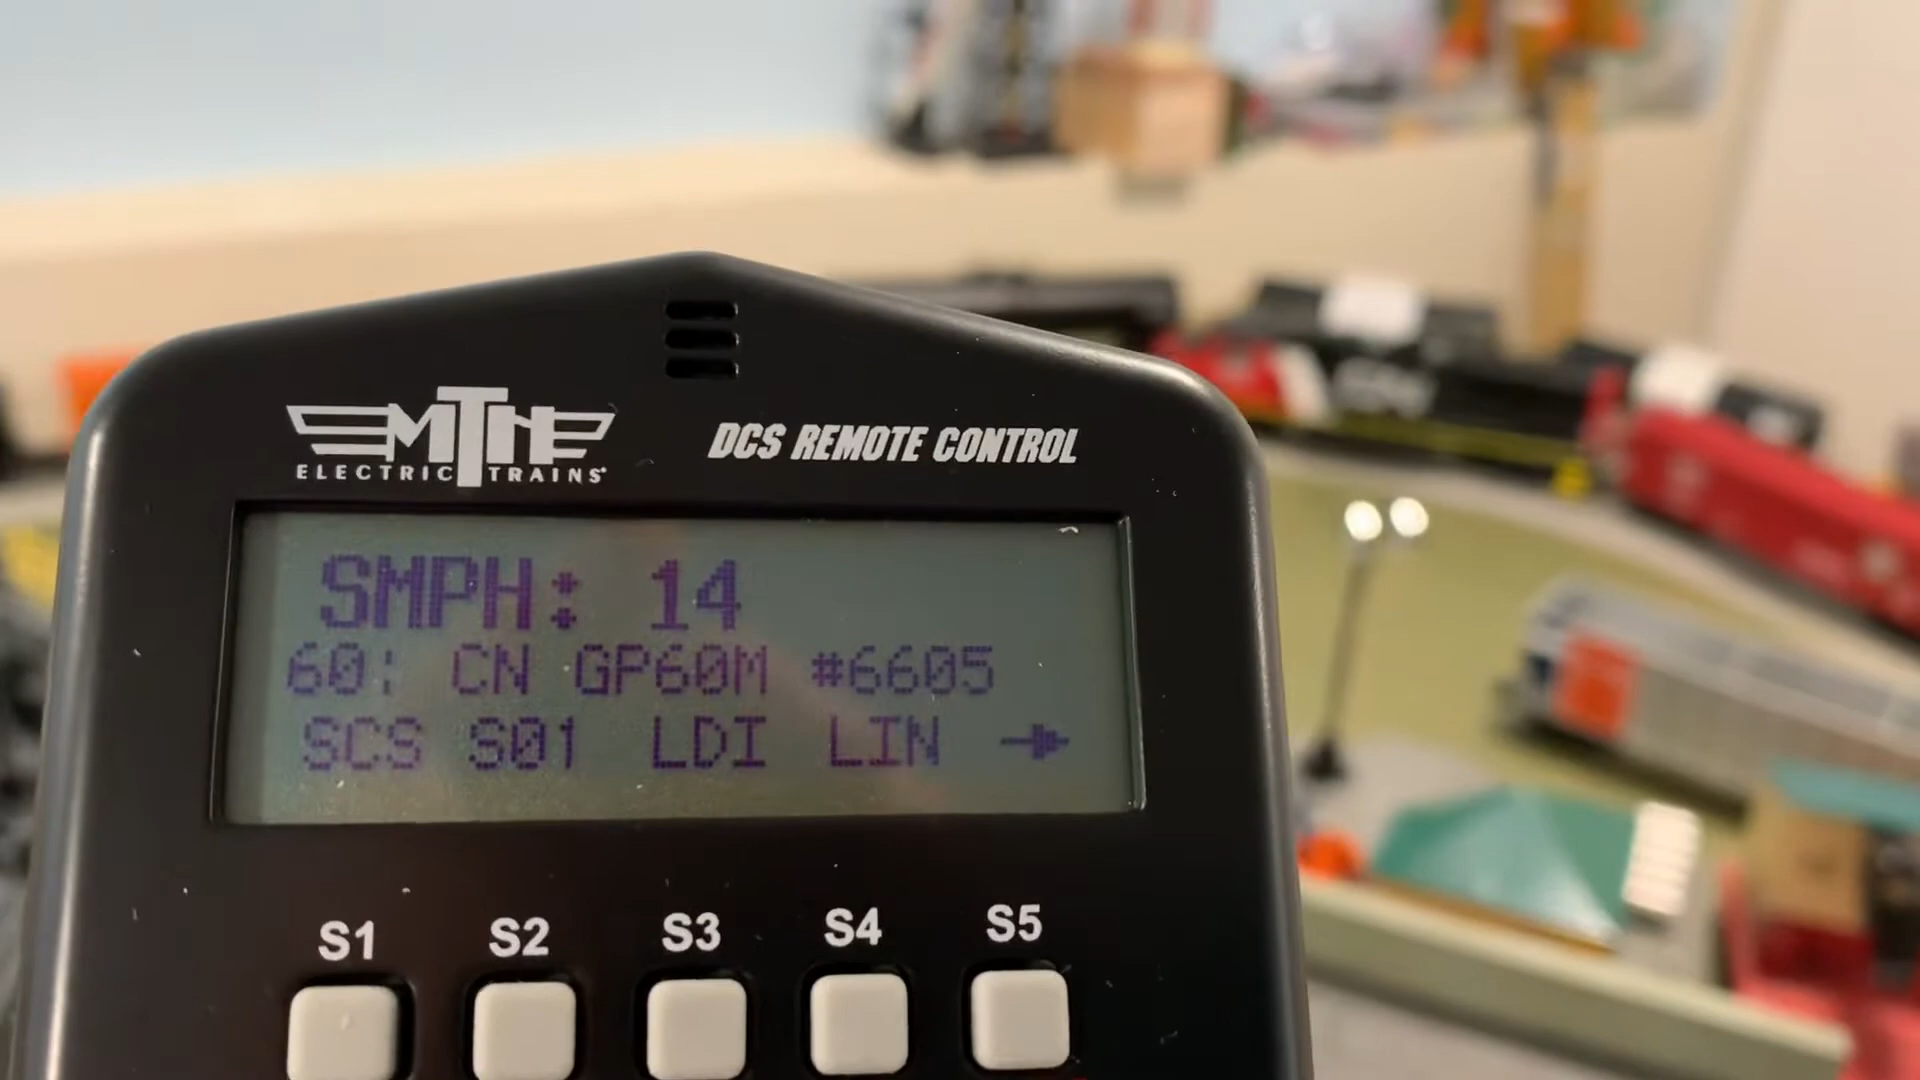 MTH
ELECTRIC TRAINS
DCS REMOTE CONTROL
SMPH: 14
60: CN GP60M #6605
SCS S01 LDI LIN →
S1 S2 S3 S4 S5